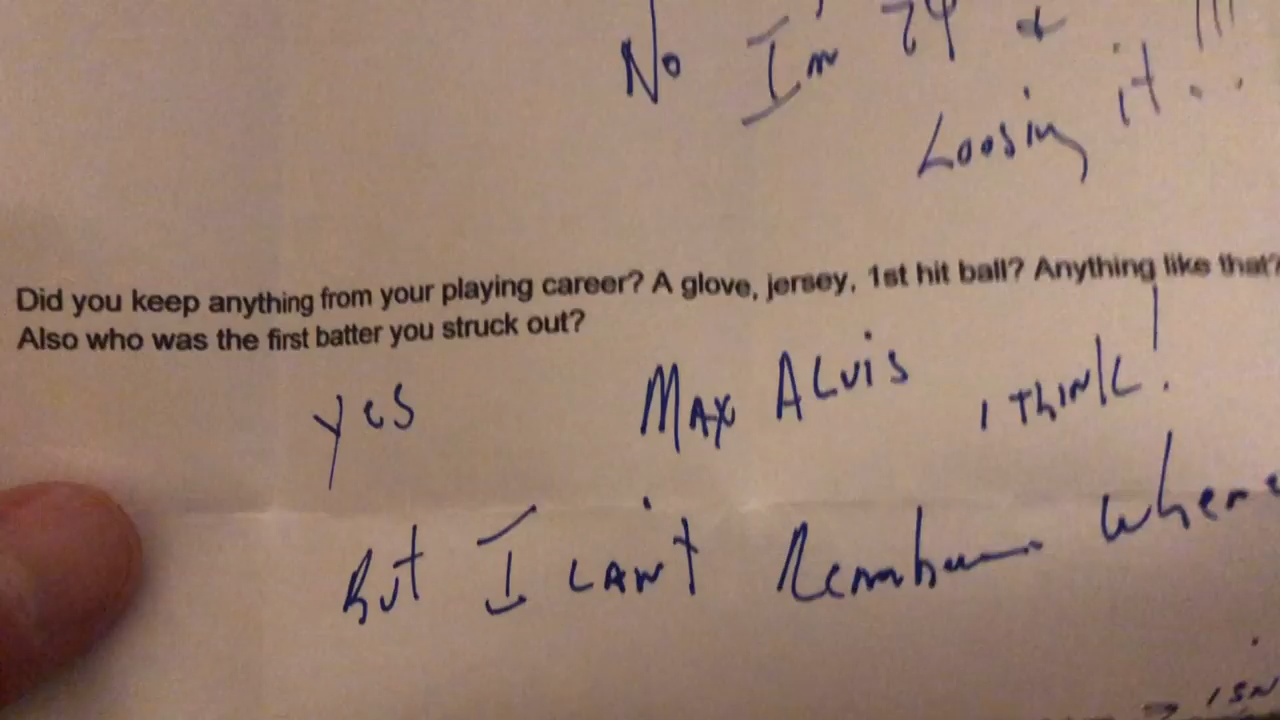 No I'm 74 &
Loosing it..!!!
Did you keep anything from your playing career? A glove, jersey, 1st hit ball? Anything like that?
Also who was the first batter you struck out?
yes Max Alvis I Think!
But I can't Remember where